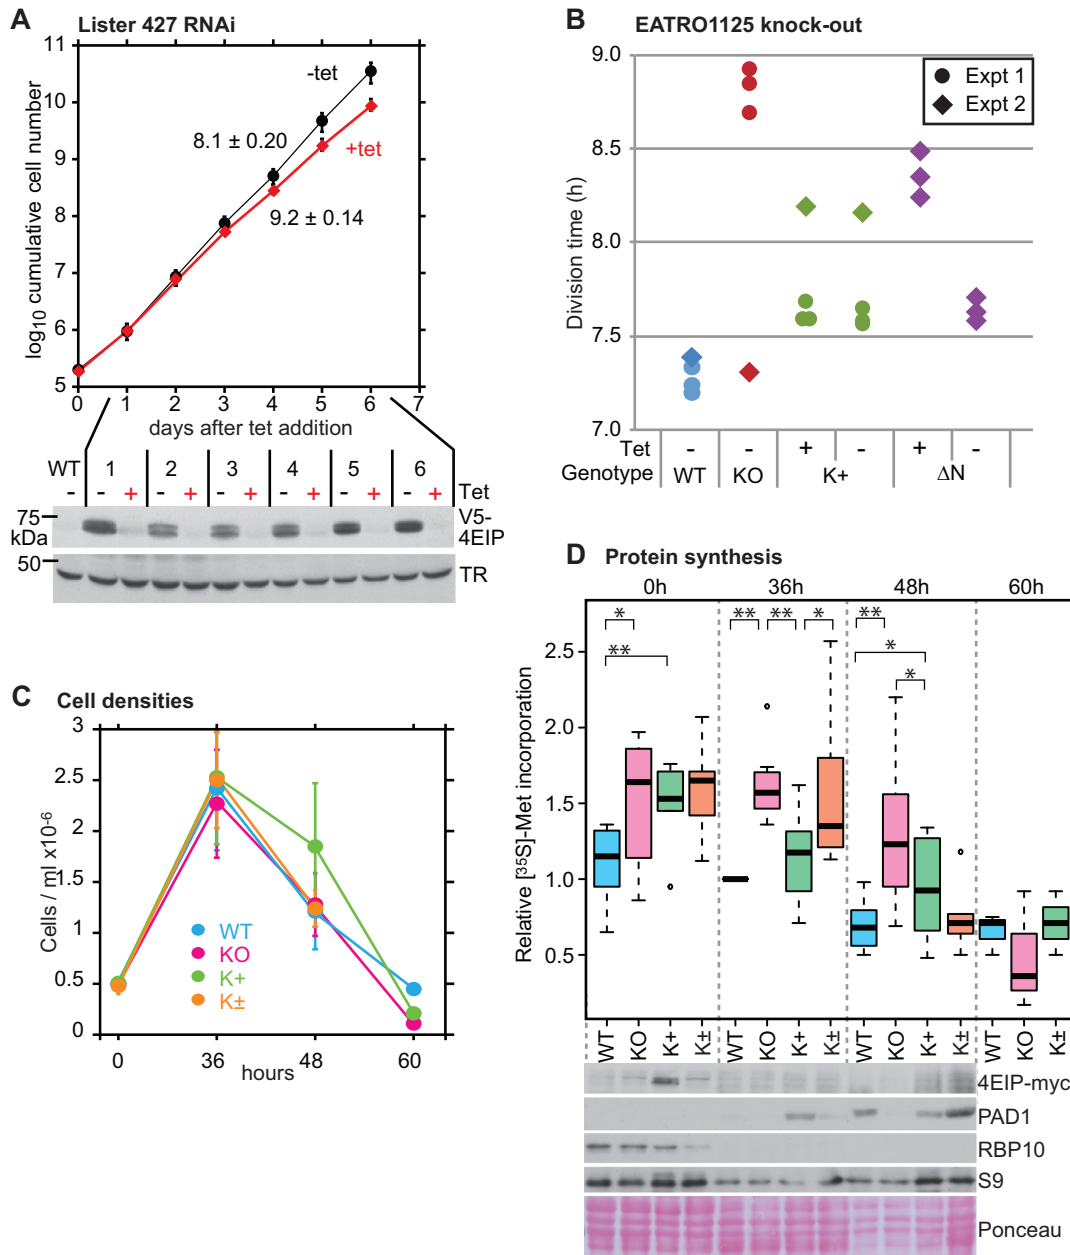 A Lister 427 RNAi
11
10
9
8
7
6
5
log10 cumulative cell number
-tet
8.1 ± 0.20
+tet
9.2 ± 0.14
0 1 2 3 4 5 6 7
days after tet addition
WT 1 2 3 4 5 6
- - + - + - + - + - + - + Tet
75
kDa
V5-
4EIP
50
TR
B EATRO1125 knock-out
9.0
8.5
8.0
7.5
7.0
Division time (h)
Expt 1
Expt 2
Tet - - + - + -
Genotype WT KO K+ ΔN
C Cell densities
3
2.5
2
1.5
1
0.5
0
Cells / ml x10-6
WT
KO
K+
K±
0 36 48 60
hours
D Protein synthesis
0h 36h 48h 60h
* ** ** * **
** * *
2.5
2.0
1.5
1.0
0.5
Relative [35S]-Met incorporation
WT KO K+ K± WT KO K+ K± WT KO K+ K± WT KO K+ K±
4EIP-myc
PAD1
RBP10
S9
Ponceau